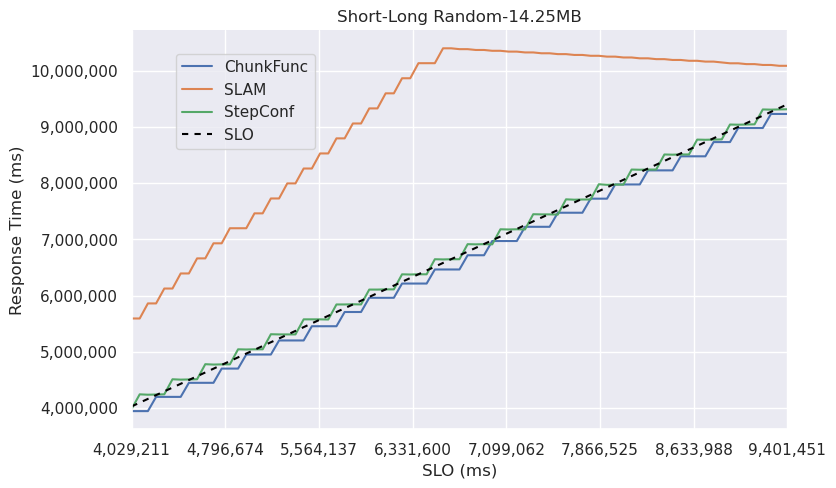 Short-Long Random-14.25MB
ChunkFunc
SLAM
StepConf
SLO
Response Time (ms)
10,000,000
9,000,000
8,000,000
7,000,000
6,000,000
5,000,000
4,000,000
4,029,211 4,796,674 5,564,137 6,331,600 7,099,062 7,866,525 8,633,988 9,401,451
SLO (ms)